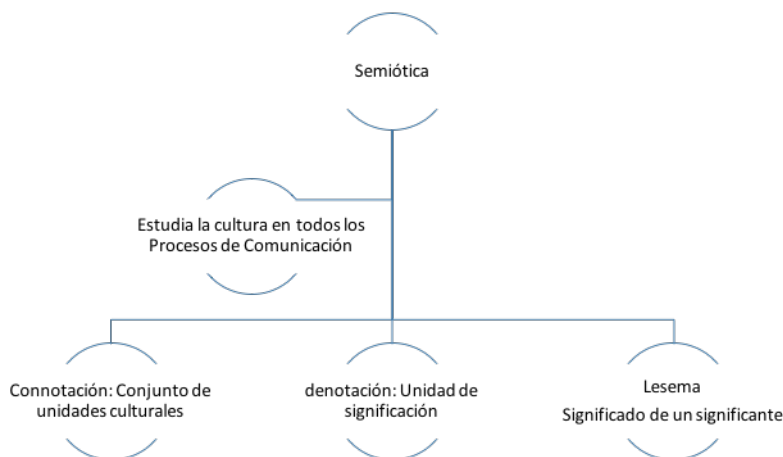 Semiótica
Estudia la cultura en todos los
Procesos de Comunicación
Connotación: Conjunto de
unidades culturales
denotación: Unidad de
significación
Lesema
Significado de un significante